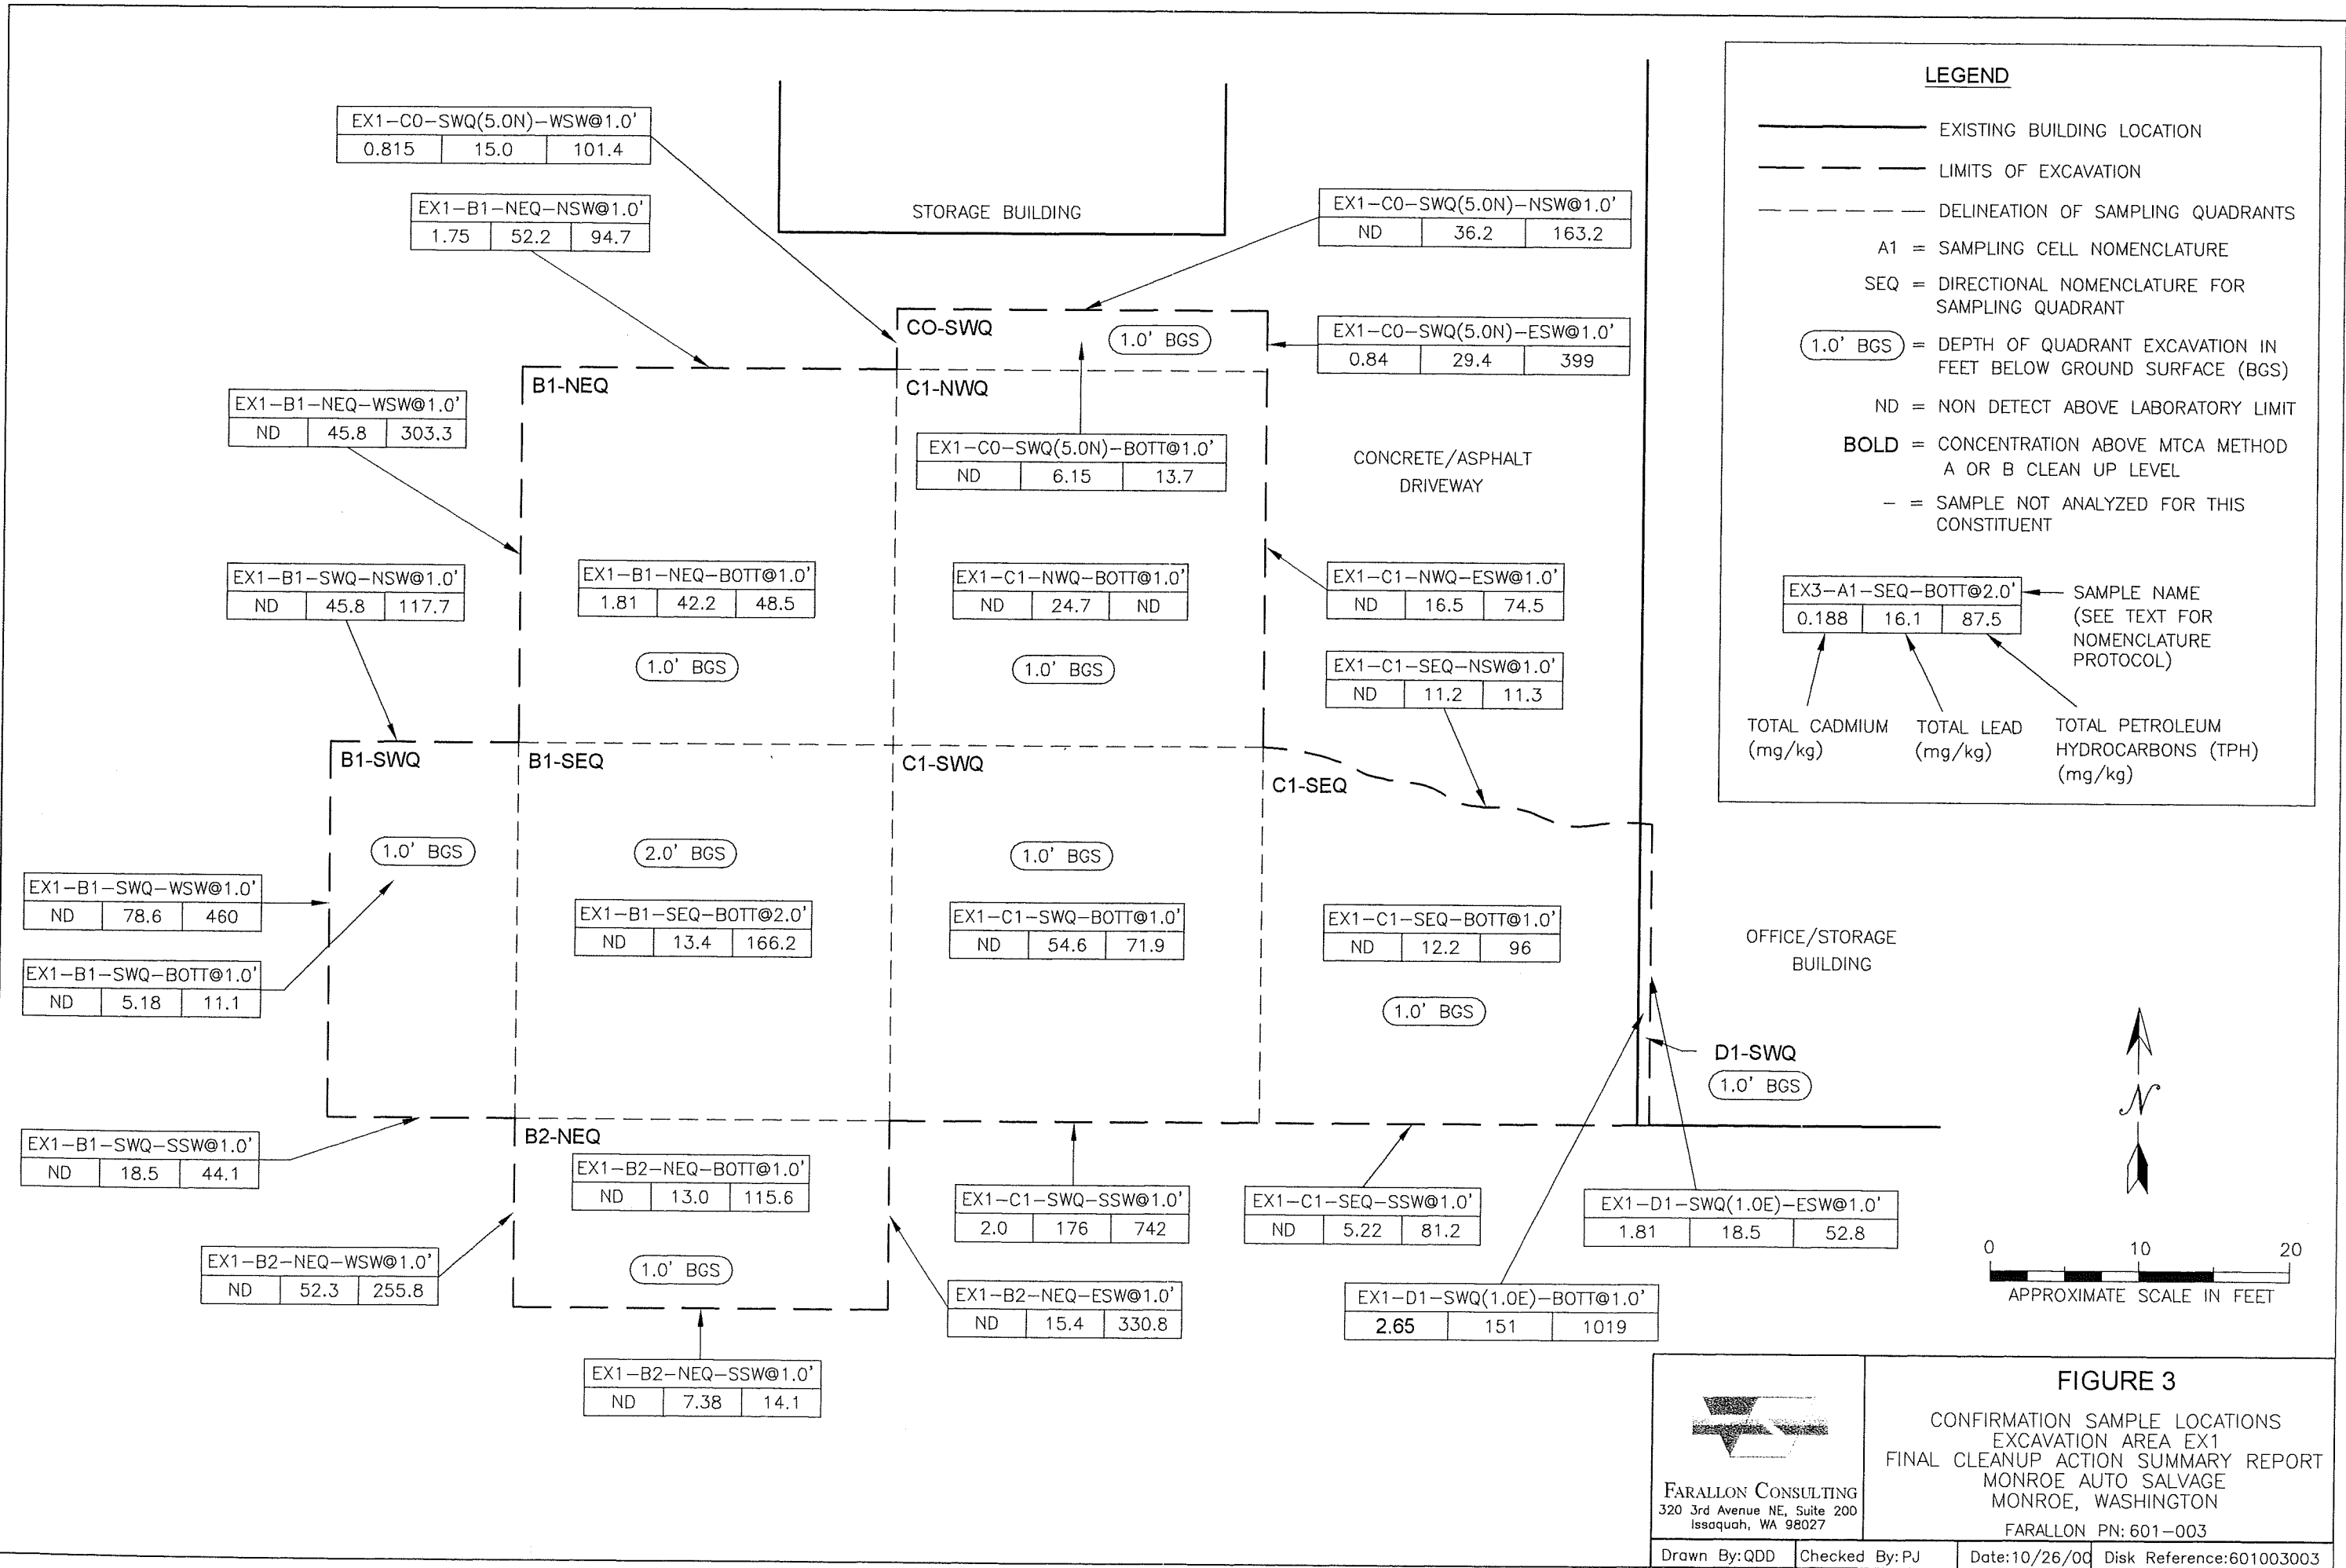 EX1-C0-SWQ(5.0N)-WSW@1.0'
0.815 15.0 101.4
EX1-B1-NEQ-NSW@1.0'
1.75 52.2 94.7
STORAGE BUILDING
EX1-C0-SWQ(5.0N)-NSW@1.0'
ND 36.2 163.2
CO-SWQ
1.0' BGS
EX1-C0-SWQ(5.0N)-ESW@1.0'
0.84 29.4 399
B1-NEQ
C1-NWQ
EX1-B1-NEQ-WSW@1.0'
ND 45.8 303.3
EX1-C0-SWQ(5.0N)-BOTT@1.0'
ND 6.15 13.7
CONCRETE/ASPHALT
DRIVEWAY
EX1-B1-SWQ-NSW@1.0'
ND 45.8 117.7
EX1-B1-NEQ-BOTT@1.0'
1.81 42.2 48.5
1.0' BGS
EX1-C1-NWQ-BOTT@1.0'
ND 24.7 ND
1.0' BGS
EX1-C1-NWQ-ESW@1.0'
ND 16.5 74.5
EX1-C1-SEQ-NSW@1.0'
ND 11.2 11.3
B1-SWQ
B1-SEQ
C1-SWQ
C1-SEQ
1.0' BGS
2.0' BGS
1.0' BGS
EX1-B1-SWQ-WSW@1.0'
ND 78.6 460
EX1-B1-SEQ-BOTT@2.0'
ND 13.4 166.2
EX1-C1-SWQ-BOTT@1.0'
ND 54.6 71.9
EX1-C1-SEQ-BOTT@1.0'
ND 12.2 96
1.0' BGS
EX1-B1-SWQ-BOTT@1.0'
ND 5.18 11.1
OFFICE/STORAGE
BUILDING
D1-SWQ
1.0' BGS
EX1-B1-SWQ-SSW@1.0'
ND 18.5 44.1
B2-NEQ
EX1-B2-NEQ-BOTT@1.0'
ND 13.0 115.6
1.0' BGS
EX1-B2-NEQ-WSW@1.0'
ND 52.3 255.8
EX1-C1-SWQ-SSW@1.0'
2.0 176 742
EX1-C1-SEQ-SSW@1.0'
ND 5.22 81.2
EX1-D1-SWQ(1.0E)-ESW@1.0'
1.81 18.5 52.8
EX1-B2-NEQ-ESW@1.0'
ND 15.4 330.8
EX1-D1-SWQ(1.0E)-BOTT@1.0'
2.65 151 1019
EX1-B2-NEQ-SSW@1.0'
ND 7.38 14.1
LEGEND
EXISTING BUILDING LOCATION
LIMITS OF EXCAVATION
DELINEATION OF SAMPLING QUADRANTS
A1 = SAMPLING CELL NOMENCLATURE
SEQ = DIRECTIONAL NOMENCLATURE FOR
SAMPLING QUADRANT
1.0' BGS = DEPTH OF QUADRANT EXCAVATION IN
FEET BELOW GROUND SURFACE (BGS)
ND = NON DETECT ABOVE LABORATORY LIMIT
BOLD = CONCENTRATION ABOVE MTCA METHOD
A OR B CLEAN UP LEVEL
- = SAMPLE NOT ANALYZED FOR THIS
CONSTITUENT
EX3-A1-SEQ-BOTT@2.0'
0.188 16.1 87.5
SAMPLE NAME
(SEE TEXT FOR
NOMENCLATURE
PROTOCOL)
TOTAL CADMIUM
(mg/kg)
TOTAL LEAD
(mg/kg)
TOTAL PETROLEUM
HYDROCARBONS (TPH)
(mg/kg)
N
0 10 20
APPROXIMATE SCALE IN FEET
FARALLON CONSULTING
320 3rd Avenue NE, Suite 200
Issaquah, WA 98027
FIGURE 3
CONFIRMATION SAMPLE LOCATIONS
EXCAVATION AREA EX1
FINAL CLEANUP ACTION SUMMARY REPORT
MONROE AUTO SALVAGE
MONROE, WASHINGTON
FARALLON PN: 601-003
Drawn By: QDD Checked By: PJ Date: 10/26/00 Disk Reference: 601003003